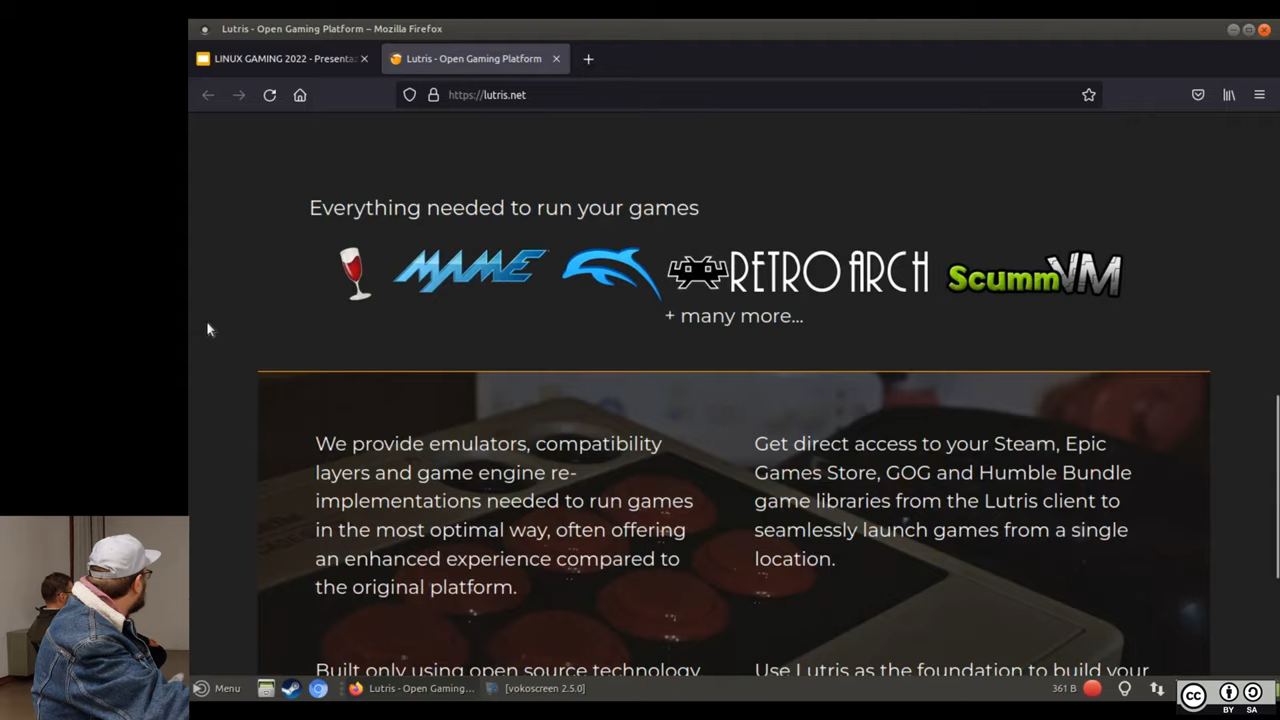 Lutris - Open Gaming Platform – Mozilla Firefox
LINUX GAMING 2022 - Presenta
Lutris - Open Gaming Platform
https://lutris.net
Everything needed to run your games
MAME
RETROARCH
ScummVM
+ many more...
We provide emulators, compatibility
layers and game engine re-
implementations needed to run games
in the most optimal way, often offering
an enhanced experience compared to
the original platform.
Get direct access to your Steam, Epic
Games Store, GOG and Humble Bundle
game libraries from the Lutris client to
seamlessly launch games from a single
location.
Built only using open source technology
Use Lutris as the foundation to build your
Menu
Lutris - Open Gaming...
[vokoscreen 2.5.0]
361 B
cc
BY SA